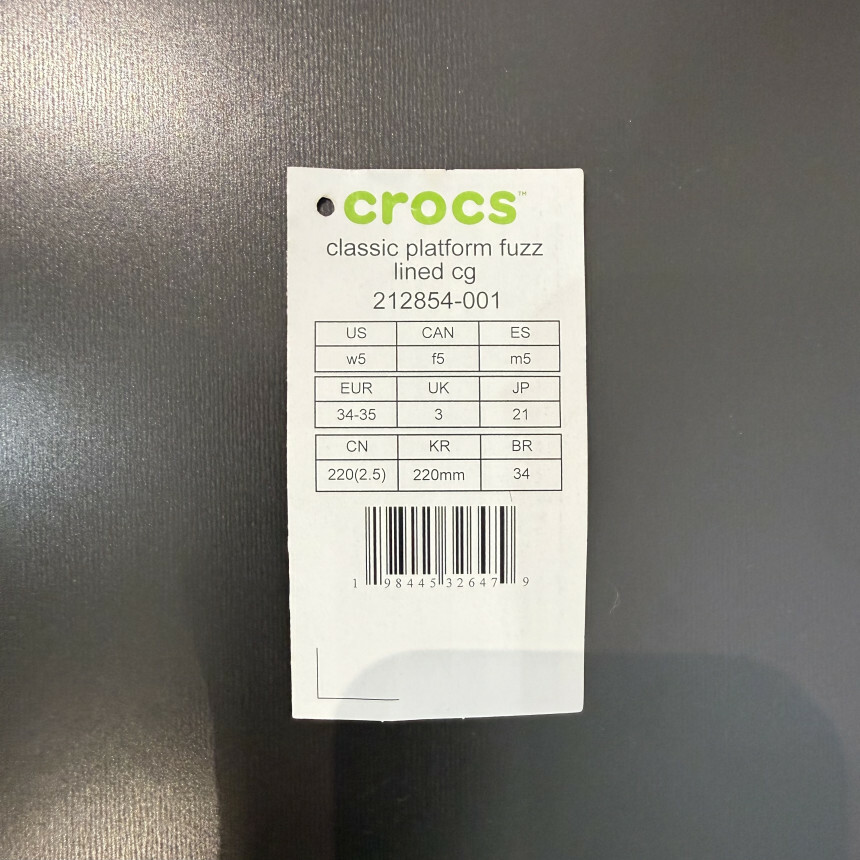 crocs™
classic platform fuzz
lined cg
212854-001
US CAN ES
w5 f5 m5
EUR UK JP
34-35 3 21
CN KR BR
220(2.5) 220mm 34
1 98445 32647 9